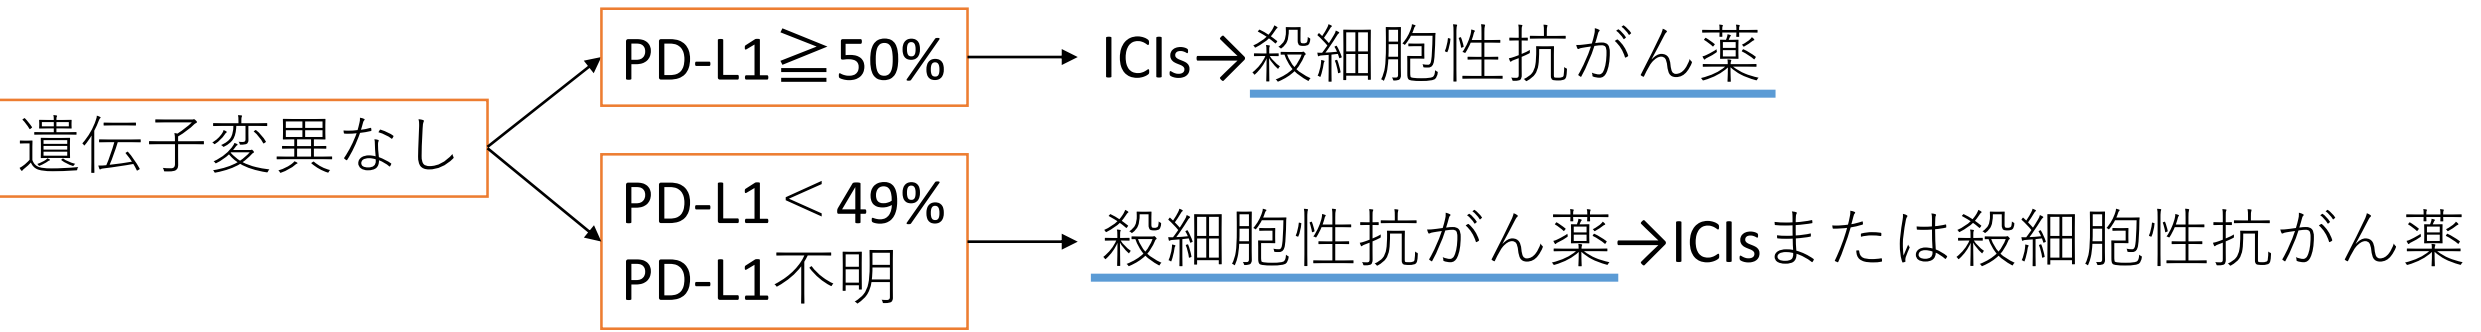 遺伝子変異なし
PD-L1≧50%
ICIs→殺細胞性抗がん薬
PD-L1＜49%
PD-L1不明
殺細胞性抗がん薬→ICIsまたは殺細胞性抗がん薬